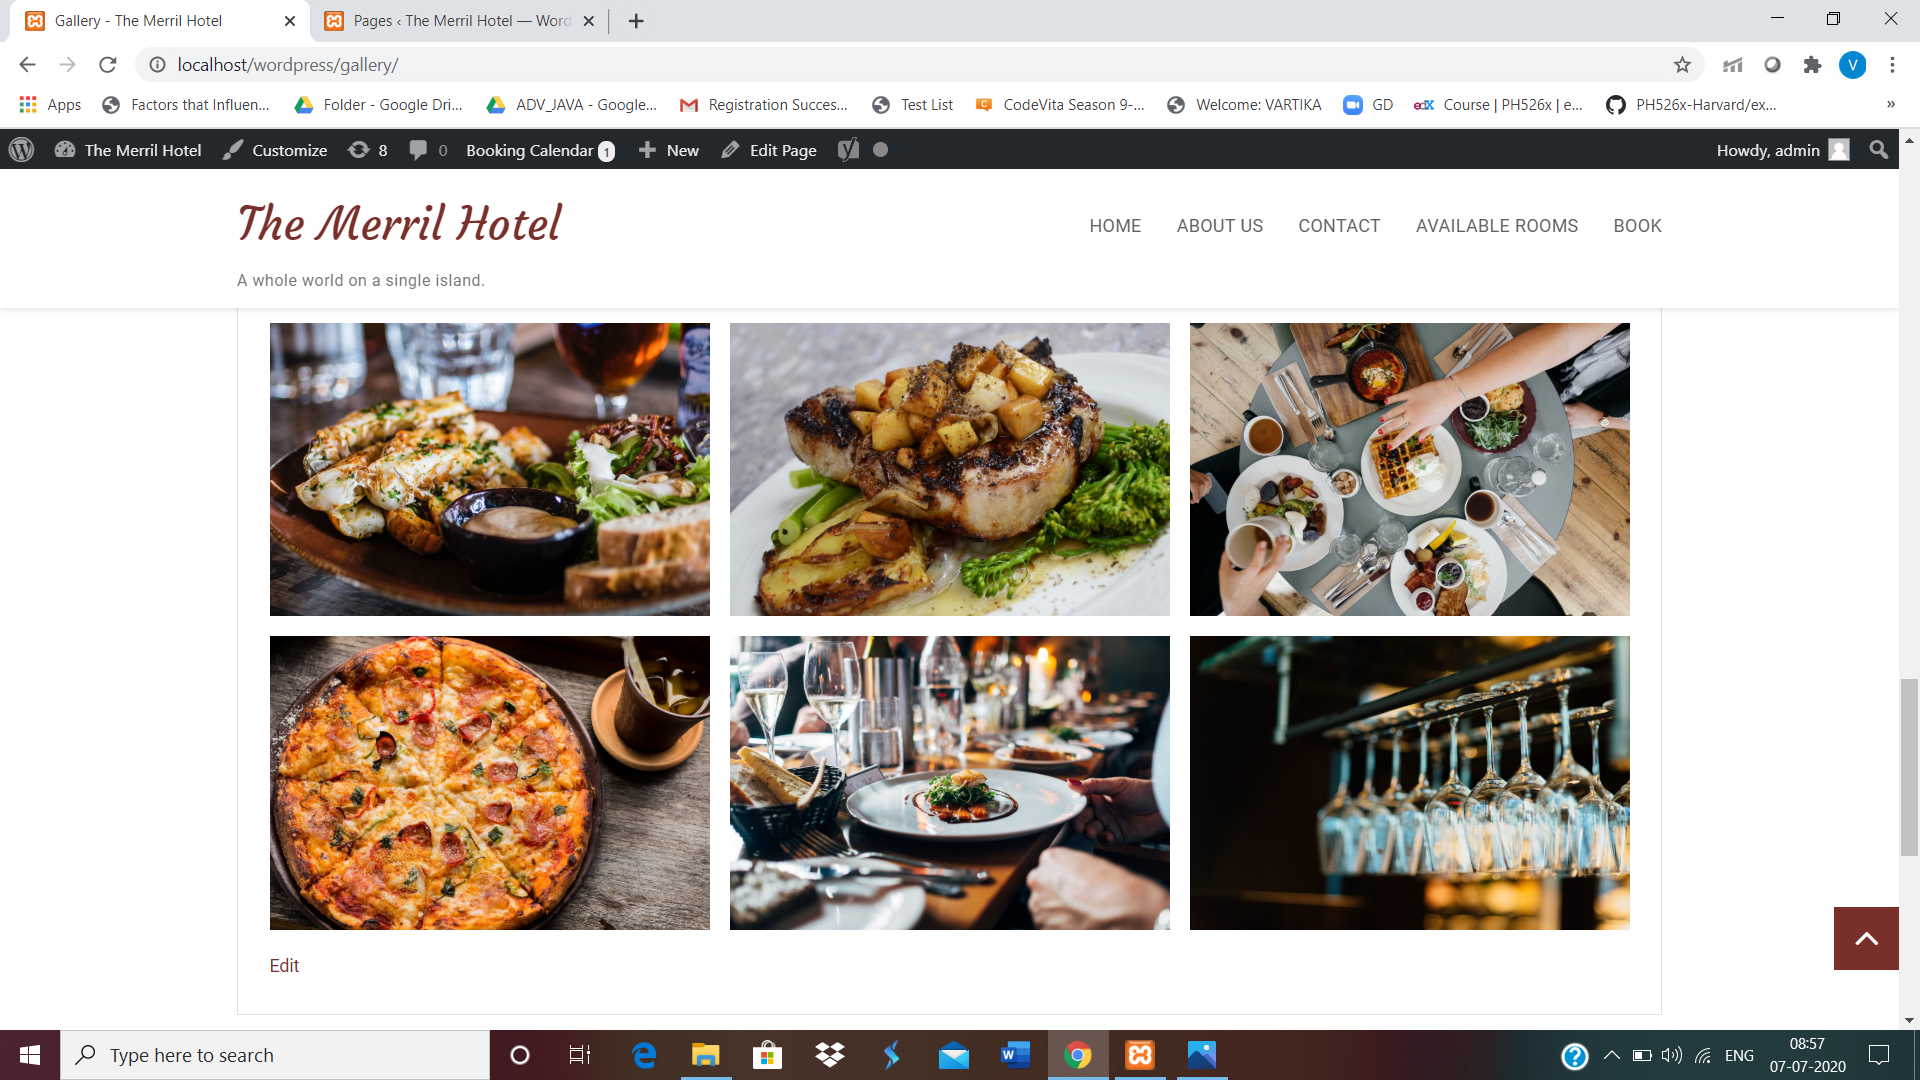 Gallery - The Merril Hotel
Pages ‹ The Merril Hotel — Word
localhost/wordpress/gallery/
V
Apps
Factors that Influen...
Folder - Google Dri...
ADV_JAVA - Google...
Registration Succes...
Test List
CodeVita Season 9-...
Welcome: VARTIKA
GD
edX
Course | PH526x | e...
PH526x-Harvard/ex...
»
The Merril Hotel
Customize
8
0
Booking Calendar 1
New
Edit Page
Howdy, admin
The Merril Hotel
HOME
ABOUT US
CONTACT
AVAILABLE ROOMS
BOOK
A whole world on a single island.
Edit
Type here to search
ENG
08:57
07-07-2020